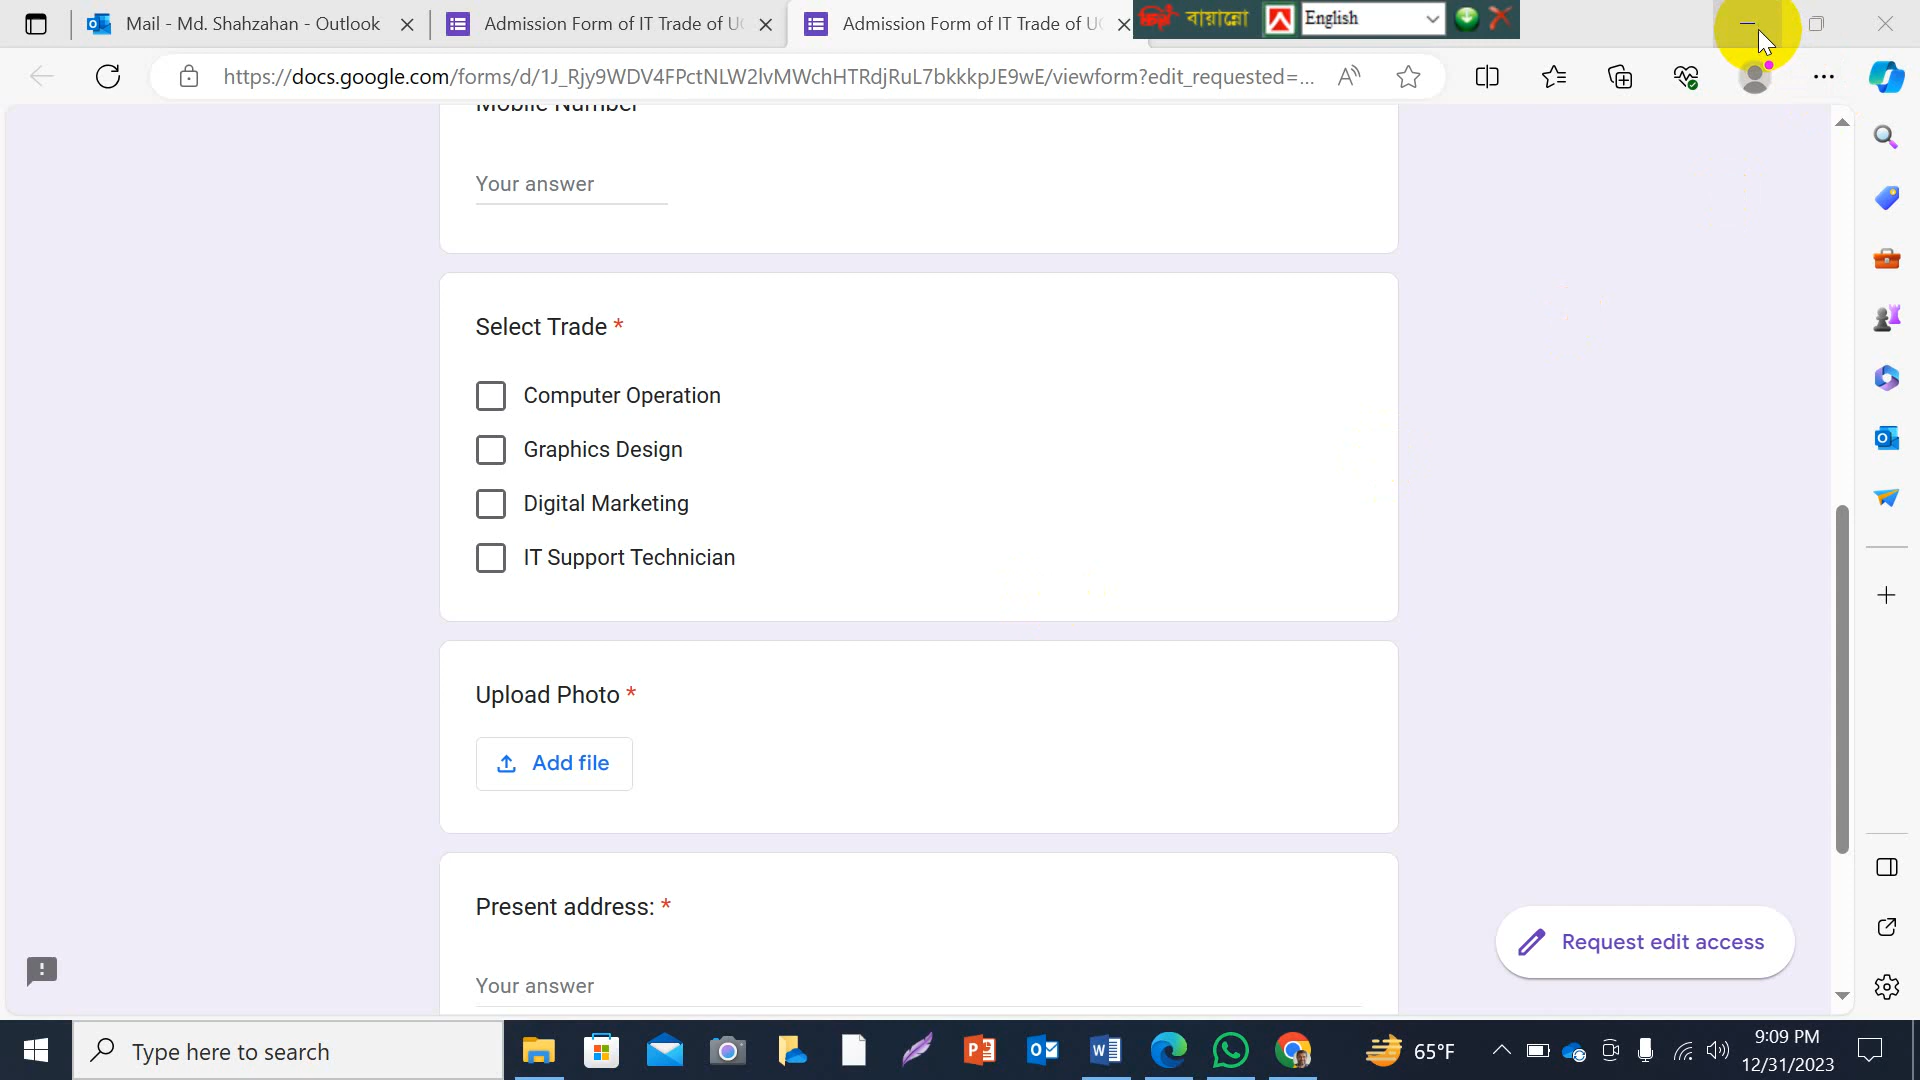 Mail - Md. Shahzahan - Outlook
Admission Form of IT Trade of U
Admission Form of IT Trade of U
বায়ান্নো
English
https://docs.google.com/forms/d/1J_Rjy9WDV4FPctNLW2lvMWchHTRdjRuL7bkkkpJE9wE/viewform?edit_requested=...
Mobile Number
Your answer
Select Trade *
Computer Operation
Graphics Design
Digital Marketing
IT Support Technician
Upload Photo *
Add file
Present address: *
Your answer
Request edit access
Type here to search
65°F
9:09 PM
12/31/2023